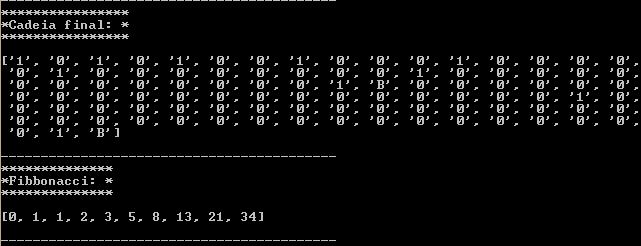 ----------------------------------------
****************
*Cadeia final: *
****************
['1', '0', '1', '0', '1', '0', '0', '1', '0', '0', '0', '1', '0', '0', '0', '0',
'0', '1', '0', '0', '0', '0', '0', '0', '0', '0', '1', '0', '0', '0', '0', '0',
'0', '0', '0', '0', '0', '0', '0', '0', '1', 'B', '0', '0', '0', '0', '0', '0',
'0', '0', '0', '0', '0', '0', '0', '0', '0', '0', '0', '0', '0', '0', '1', '0',
'0', '0', '0', '0', '0', '0', '0', '0', '0', '0', '0', '0', '0', '0', '0', '0',
'0', '0', '0', '0', '0', '0', '0', '0', '0', '0', '0', '0', '0', '0', '0', '0',
'0', '1', 'B']
----------------------------------------
**************
*Fibbonacci: *
**************
[0, 1, 1, 2, 3, 5, 8, 13, 21, 34]
----------------------------------------